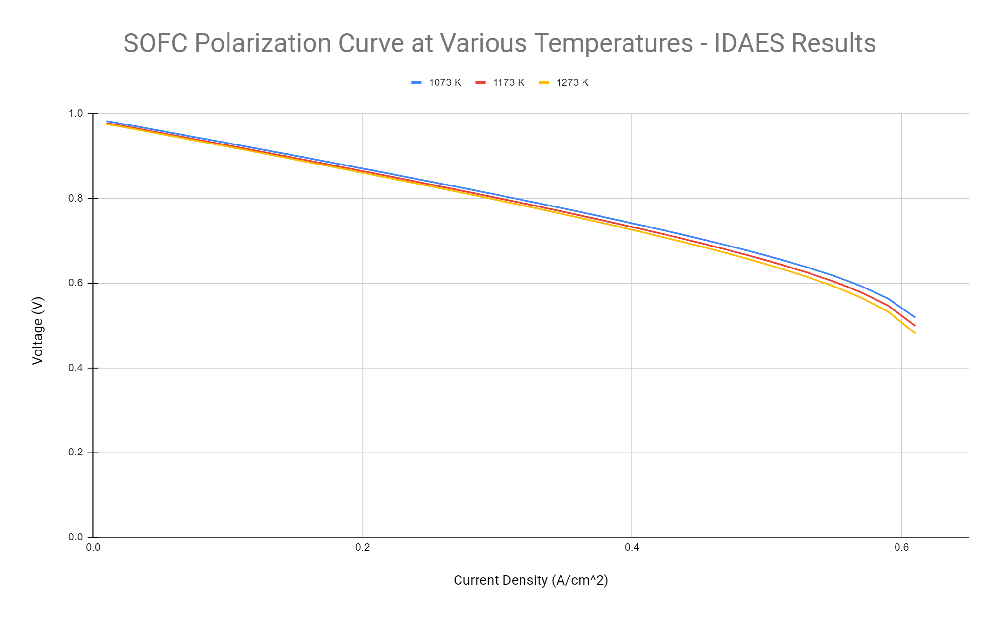 SOFC Polarization Curve at Various Temperatures - IDAES Results
1073 K 1173 K 1273 K
1.0
0.8
0.6
0.4
0.2
0.0
Voltage (V)
0.0 0.2 0.4 0.6
Current Density (A/cm^2)